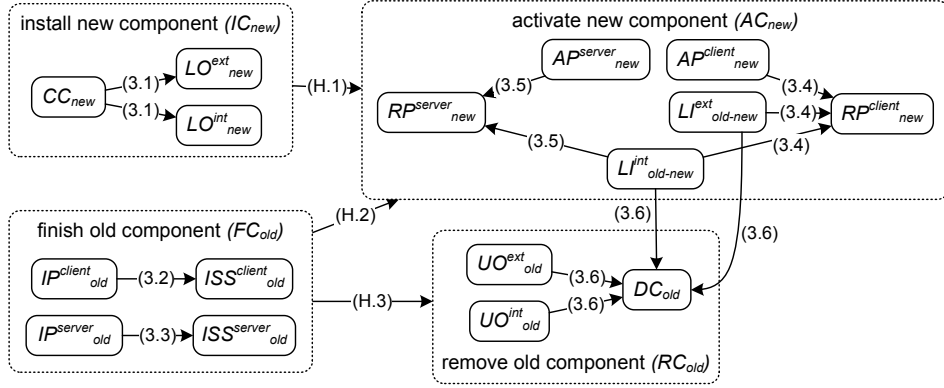 install new component (IC_new)
CC_new
(3.1)
(3.1)
LO^ext_new
LO^int_new
(H.1)
activate new component (AC_new)
AP^server_new
AP^client_new
(3.5)
(3.4)
RP^server_new
LI^ext_old-new
(3.4)
RP^client_new
(3.5)
(3.4)
LI^int_old-new
(H.2)
(3.6)
(3.6)
finish old component (FC_old)
IP^client_old
(3.2)
ISS^client_old
IP^server_old
(3.3)
ISS^server_old
(H.3)
UO^ext_old
(3.6)
DC_old
UO^int_old
(3.6)
remove old component (RC_old)